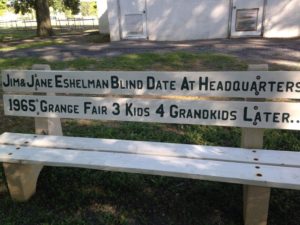 JIM & JANE ESHELMAN BLIND DATE AT HEADQUARTERS
1965, GRANGE FAIR 3 KIDS 4 GRANDKIDS LATER...